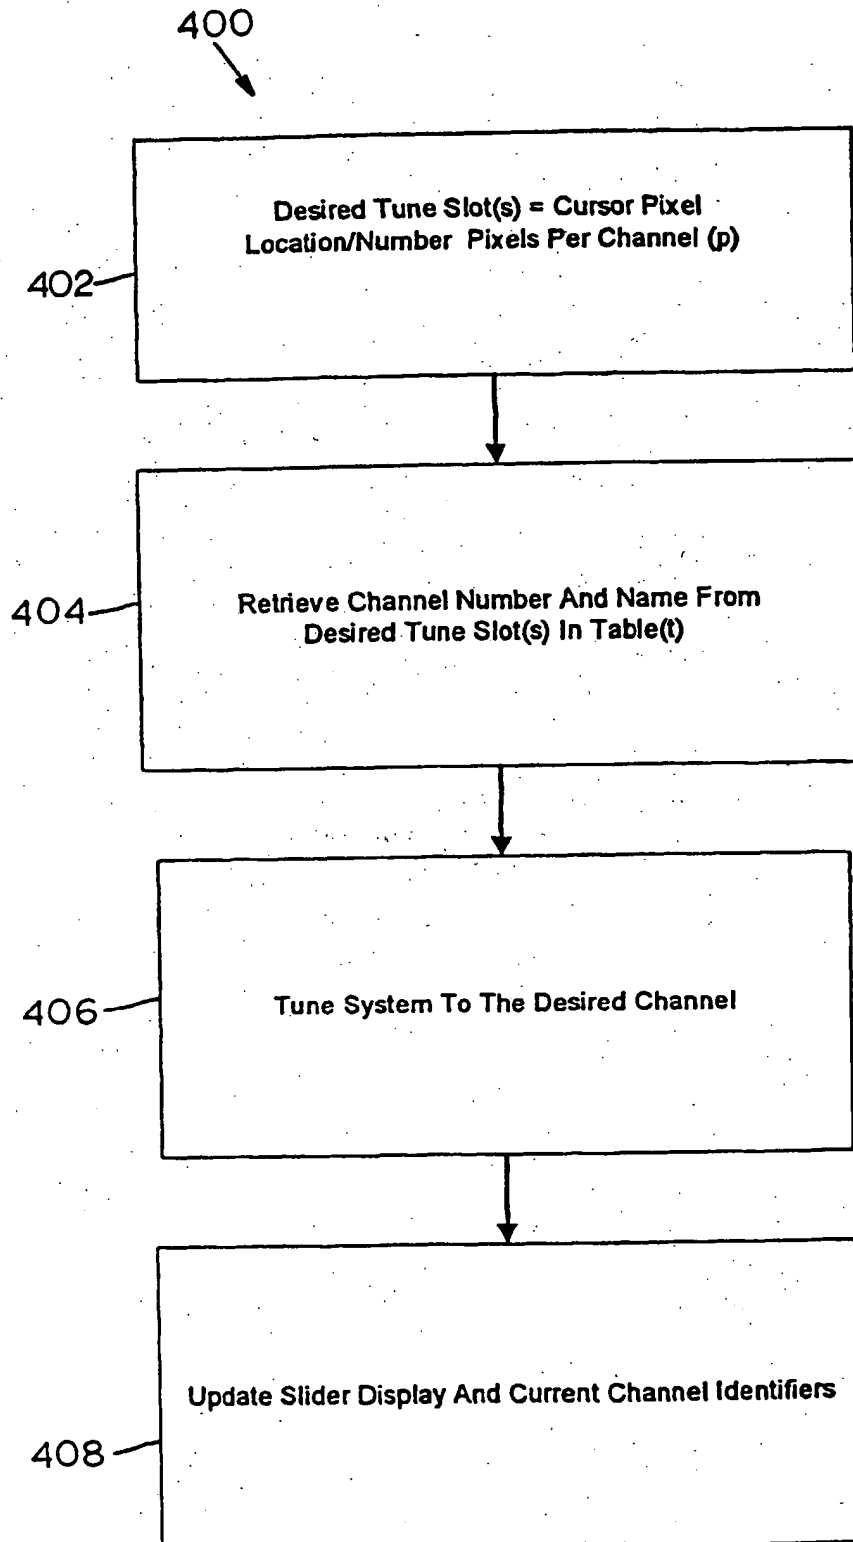 400
Desired Tune Slot(s) = Cursor Pixel
Location/Number Pixels Per Channel (p)
402
Retrieve Channel Number And Name From
Desired Tune Slot(s) In Table(t)
404
Tune System To The Desired Channel
406
Update Slider Display And Current Channel Identifiers
408